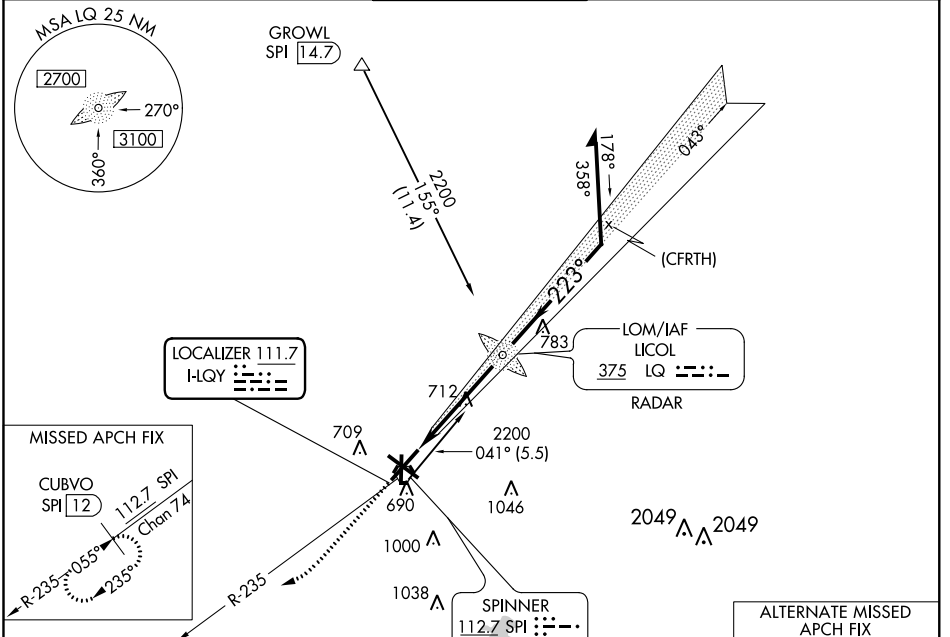 MSA LQ 25 NM
2700
270°
3100
360°
GROWL
SPI 14.7
2200
155°
(11.4)
178°
358°
043°
(CFRTH)
223°
783
LOM/IAF
LICOL
375 LQ
RADAR
LOCALIZER 111.7
I-LQY
712
709
2200
041° (5.5)
690
1046
1000
1038
2049
2049
R-235
MISSED APCH FIX
CUBVO
SPI 12
112.7 SPI
Chan 74
R-235
055°
235°
SPINNER
112.7 SPI
ALTERNATE MISSED
APCH FIX